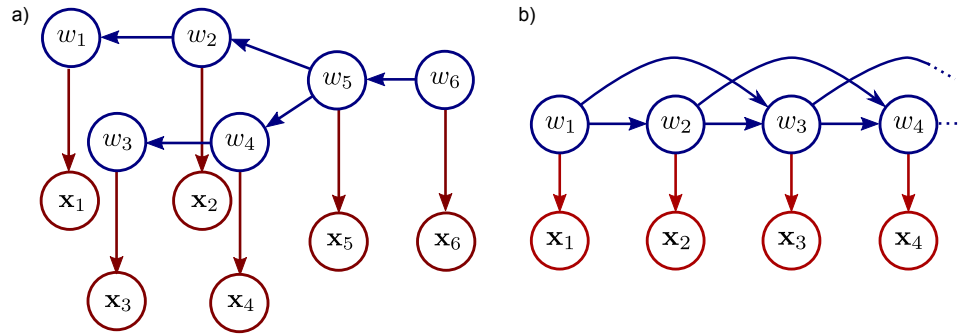 a)
w₁ w₂ w₅ w₆
w₃ w₄
x₁ x₂
x₅ x₆
x₃ x₄
b)
w₁ w₂ w₃ w₄
x₁ x₂ x₃ x₄